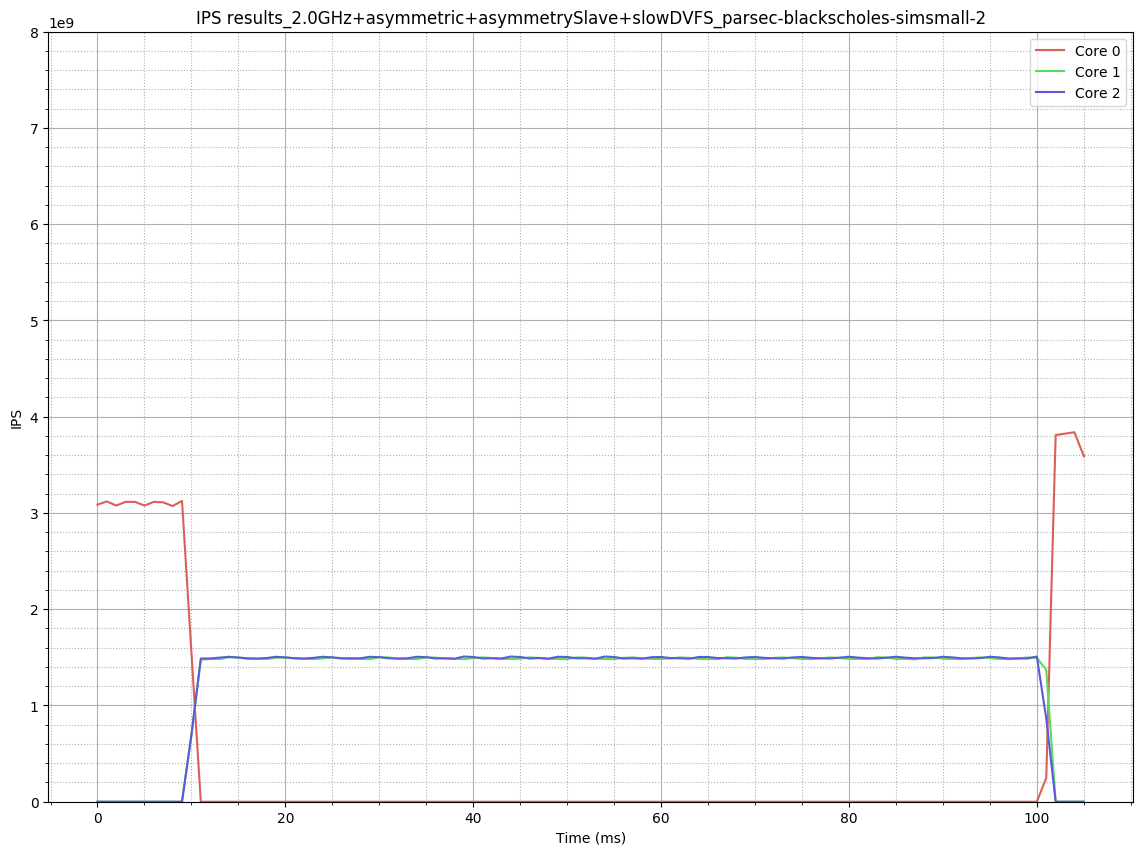 IPS results_2.0GHz+asymmetric+asymmetrySlave+slowDVFS_parsec-blackscholes-simsmall-2
1e9
8
7
6
5
4
3
2
1
0
IPS
Core 0
Core 1
Core 2
0 20 40 60 80 100
Time (ms)